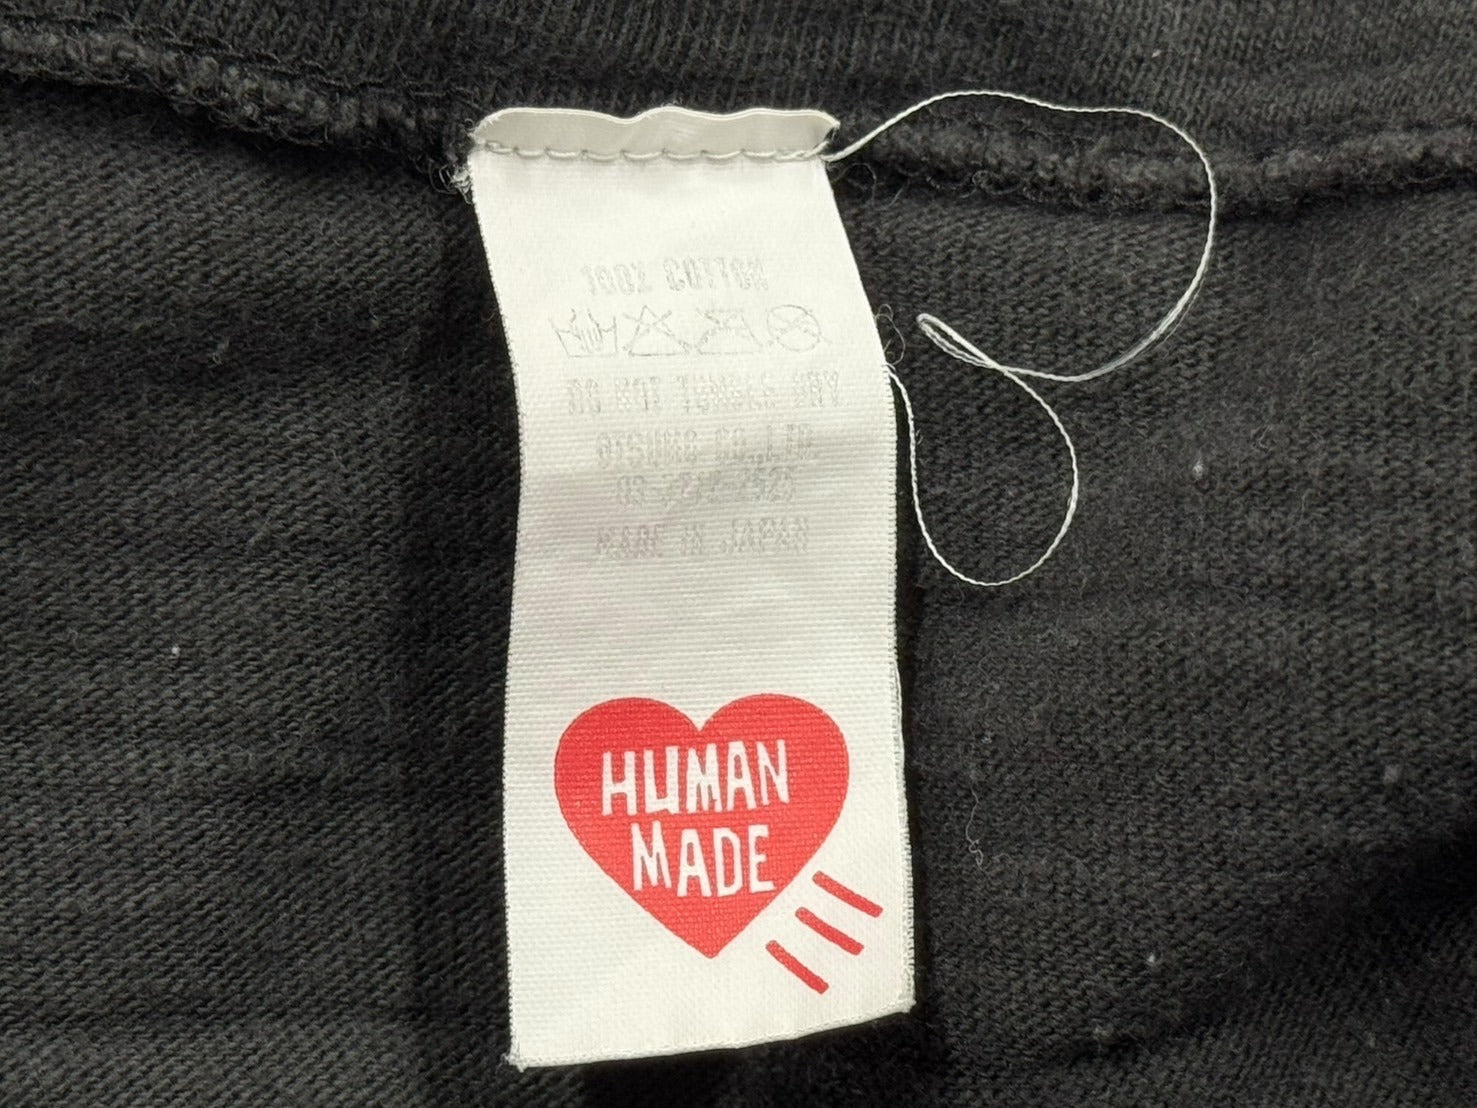 100% COTTON
DO NOT TUMBLE DRY
OTSUMO CO.,LTD.
MADE IN JAPAN
HUMAN
MADE